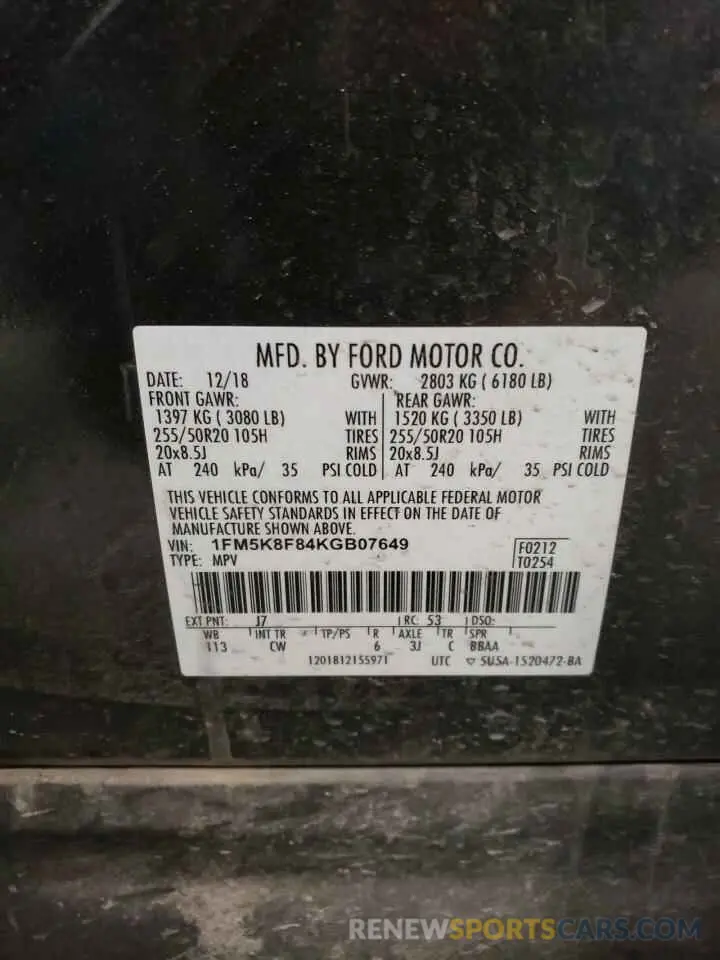 MFD. BY FORD MOTOR CO.
DATE: 12/18 GVWR: 2803 KG ( 6180 LB)
FRONT GAWR: REAR GAWR:
1397 KG ( 3080 LB) WITH 1520 KG ( 3350 LB) WITH
255/50R20 105H TIRES 255/50R20 105H TIRES
20x8.5J RIMS 20x8.5J RIMS
AT 240 kPa/ 35 PSI COLD AT 240 kPa/ 35 PSI COLD
THIS VEHICLE CONFORMS TO ALL APPLICABLE FEDERAL MOTOR
VEHICLE SAFETY STANDARDS IN EFFECT ON THE DATE OF
MANUFACTURE SHOWN ABOVE.
VIN: 1FM5K8F84KGB07649 F0212
TYPE: MPV T0254
EXT PNT: J7 RC: 53 DSO:
WB INT TR TP/PS R AXLE TR SPR
113 CW 6 3J C BBAA
1201812155971 UTC ▽ 5U5A-1520472-BA
RENEWSPORTSCARS.COM